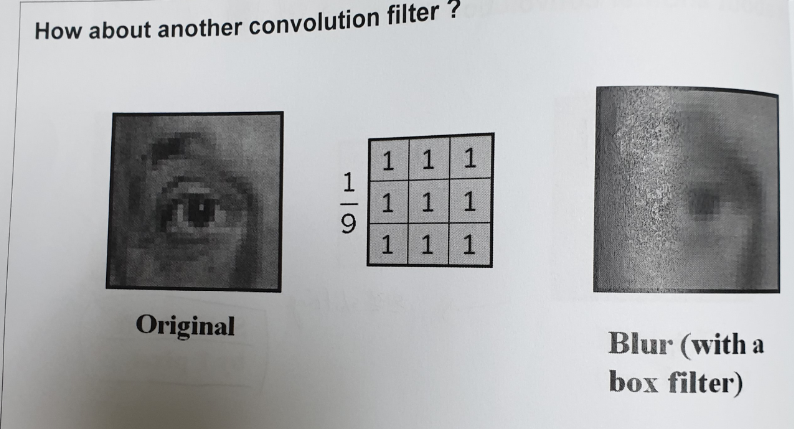 How about another convolution filter ?
1
9
1 1 1
1 1 1
1 1 1
Original
Blur (with a
box filter)